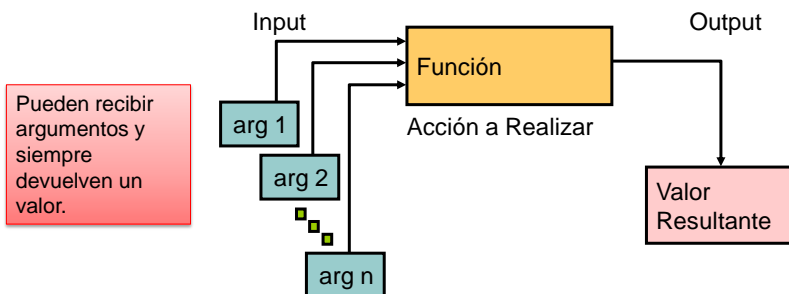 Input
Output
Función
Pueden recibir
argumentos y
siempre
devuelven un
valor.
arg 1
Acción a Realizar
arg 2
Valor
Resultante
arg n